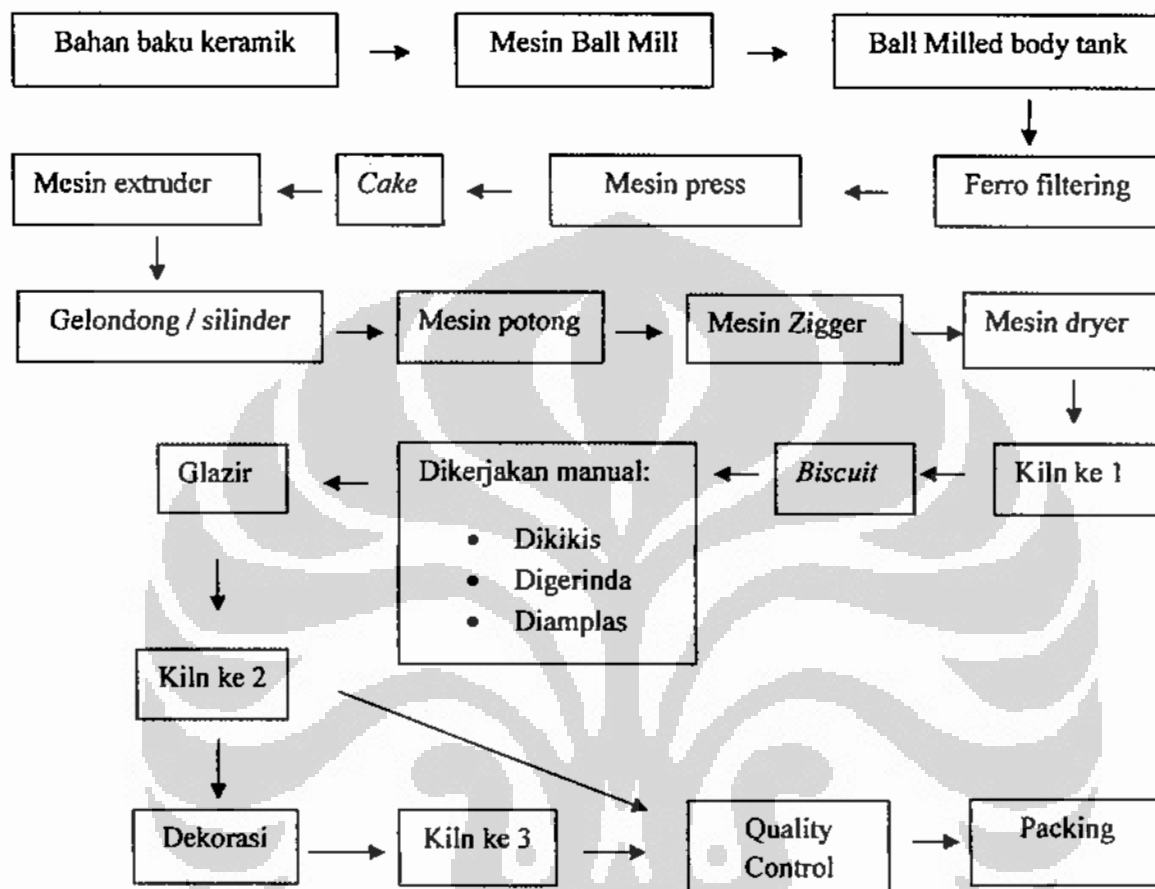 Bahan baku keramik
Mesin Ball Mill
Ball Milled body tank
Ferro filtering
Mesin press
Cake
Mesin extruder
Gelondong / silinder
Mesin potong
Mesin Zigger
Mesin dryer
Kiln ke 1
Biscuit
Dikerjakan manual:
• Dikikis
• Digerinda
• Diamplas
Glazir
Kiln ke 2
Dekorasi
Kiln ke 3
Quality
Control
Packing